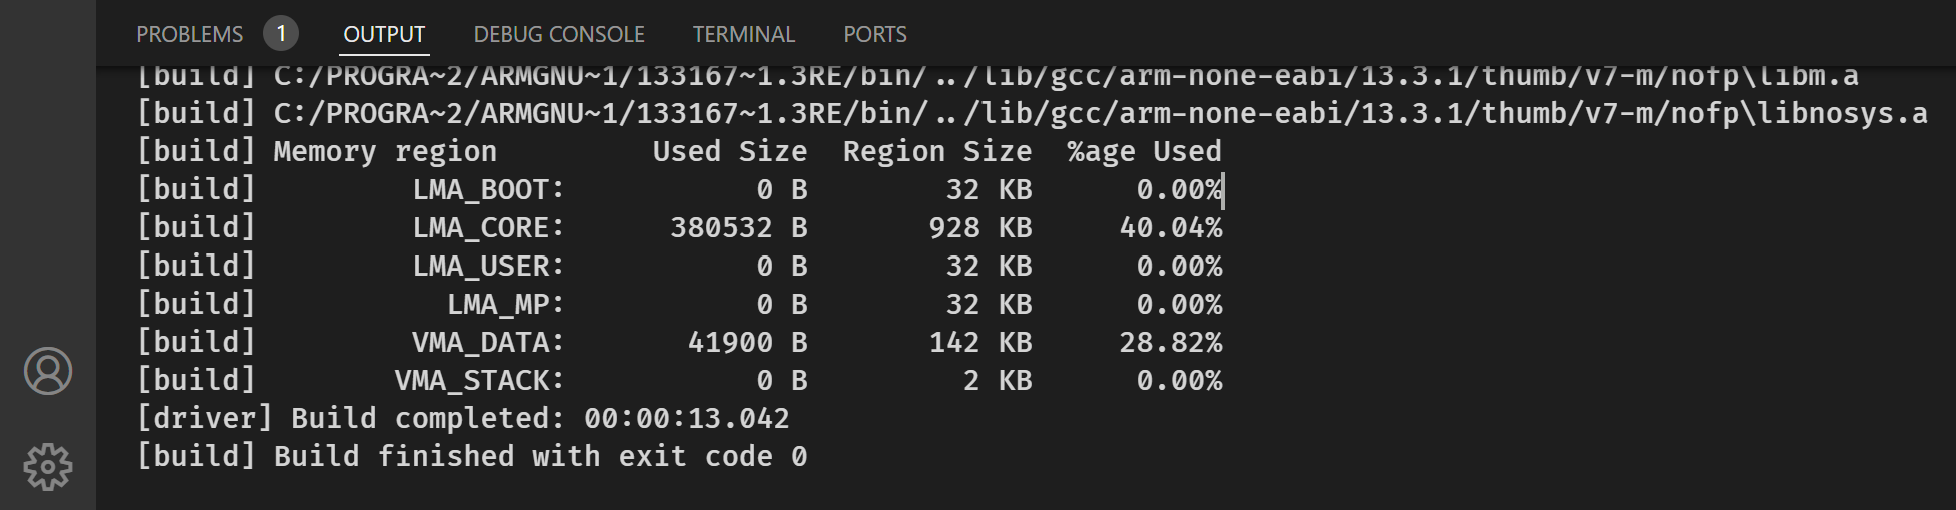 PROBLEMS 1 OUTPUT DEBUG CONSOLE TERMINAL PORTS
[build] C:/PROGRA~2/ARMGNU~1/133167~1.3RE/bin/../lib/gcc/arm-none-eabi/13.3.1/thumb/v7-m/nofp\libm.a
[build] C:/PROGRA~2/ARMGNU~1/133167~1.3RE/bin/../lib/gcc/arm-none-eabi/13.3.1/thumb/v7-m/nofp\libnosys.a
[build] Memory region         Used Size  Region Size  %age Used
[build]         LMA_BOOT:           0 B        32 KB      0.00%
[build]         LMA_CORE:      380532 B       928 KB     40.04%
[build]         LMA_USER:           0 B        32 KB      0.00%
[build]           LMA_MP:           0 B        32 KB      0.00%
[build]         VMA_DATA:       41900 B       142 KB     28.82%
[build]        VMA_STACK:           0 B         2 KB      0.00%
[driver] Build completed: 00:00:13.042
[build] Build finished with exit code 0